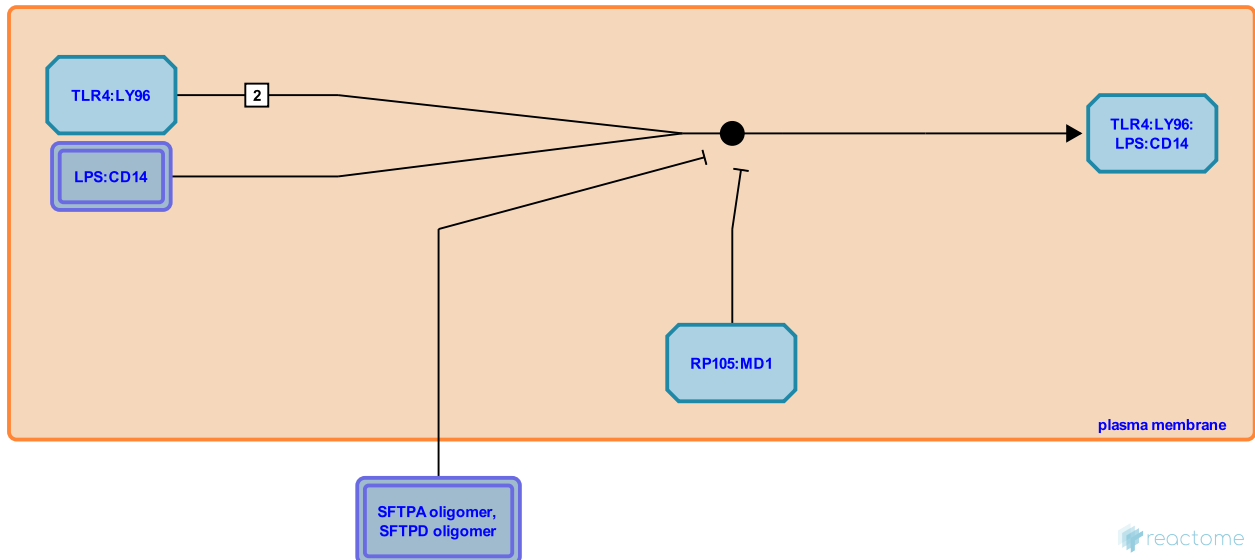 TLR4:LY96
2
LPS:CD14
TLR4:LY96:
LPS:CD14
RP105:MD1
plasma membrane
SFTPA oligomer,
SFTPD oligomer
reactome